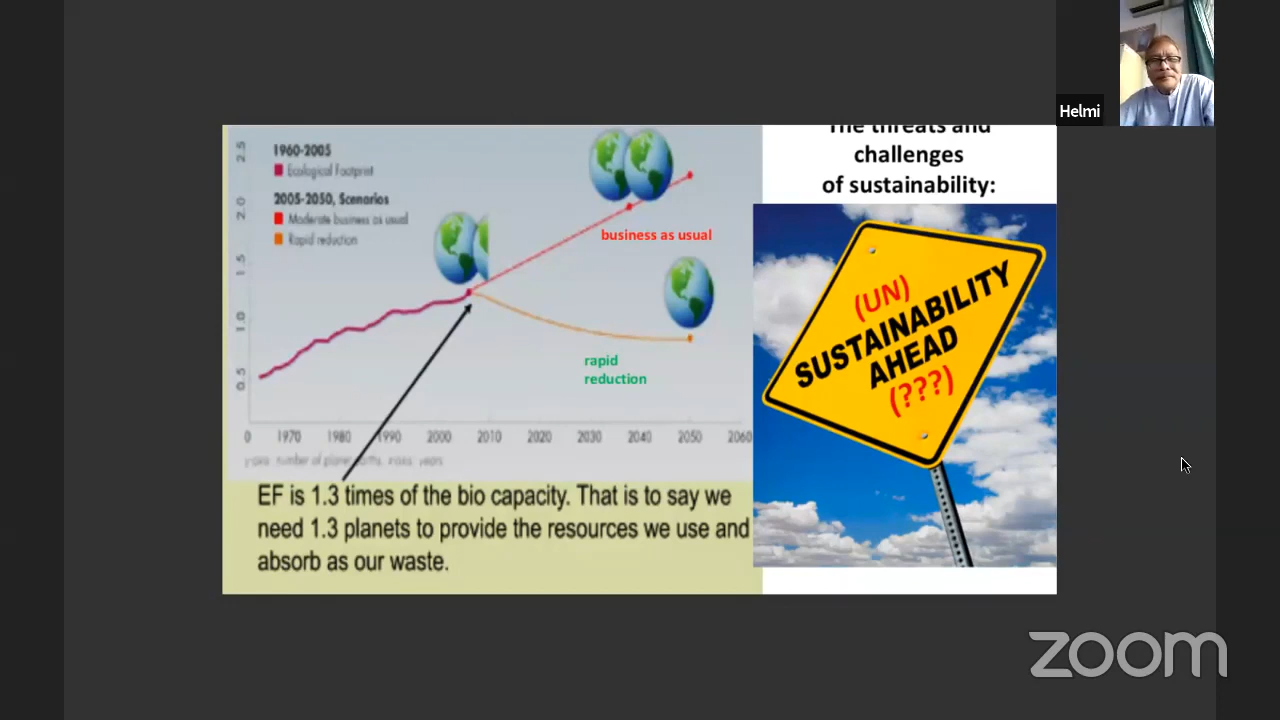 Helmi
2.5
2.0
1.5
1.0
0.5
1960-2005
Ecological Footprint
2005-2050, Scenarios
Moderate business as usual
Rapid reduction
business as usual
rapid
reduction
0 1970 1980 1990 2000 2010 2020 2030 2040 2050 2060
EF is 1.3 times of the bio capacity. That is to say we
need 1.3 planets to provide the resources we use and
absorb as our waste.
The threats and
challenges
of sustainability:
(UN)
SUSTAINABILITY
AHEAD
(???)
zoom